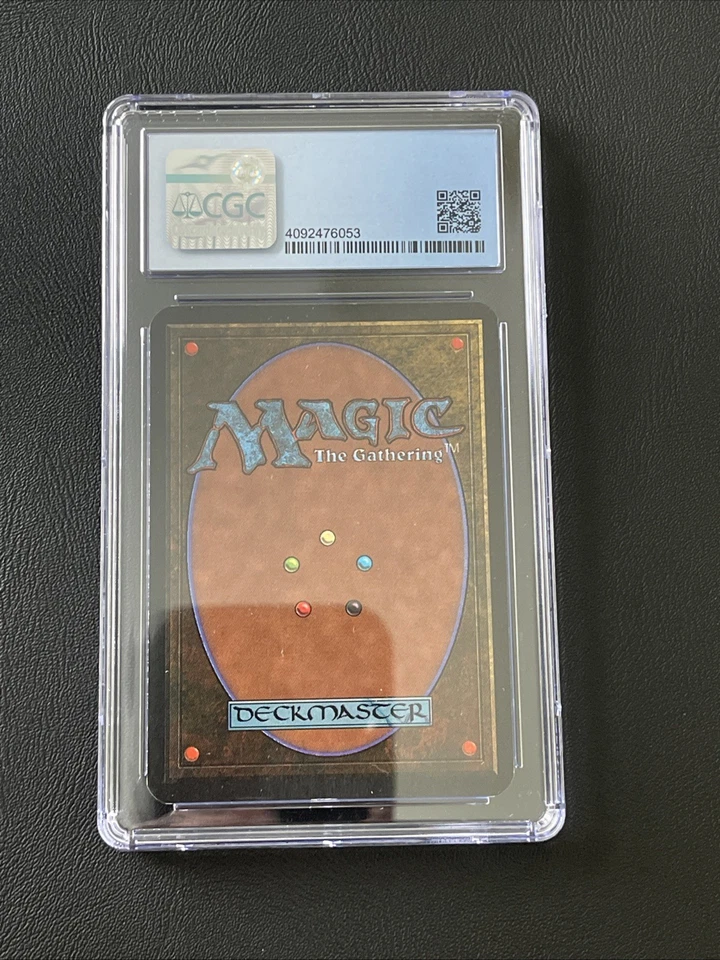 CGC
4092476053
MAGIC
The Gathering™
DECKMASTER